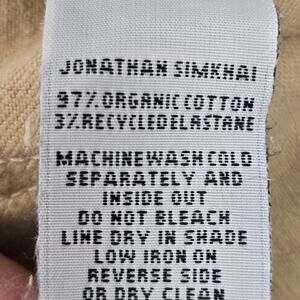 JONATHAN SIMKHAI
97% ORGANIC COTTON
3% RECYCLED ELASTANE
MACHINE WASH COLD
SEPARATELY AND
INSIDE OUT
DO NOT BLEACH
LINE DRY IN SHADE
LOW IRON ON
REVERSE SIDE
OR DRY CLEAN